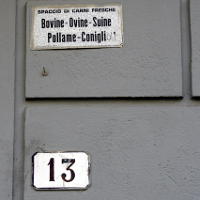 SPACCIO DI CARNI FRESCHE
Bovine-Ovine-Suine
Pollame-Conigli
13